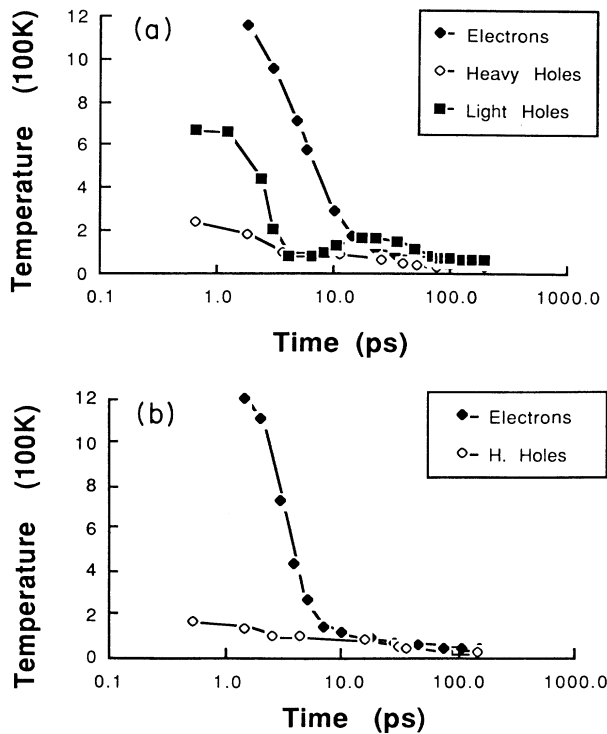 (a)
Electrons
Heavy Holes
Light Holes
Temperature (100K)
12
10
8
6
4
2
0
0.1
1.0
10.0
100.0
1000.0
Time (ps)
(b)
Electrons
H. Holes
Temperature (100K)
12
10
8
6
4
2
0
0.1
1.0
10.0
100.0
1000.0
Time (ps)